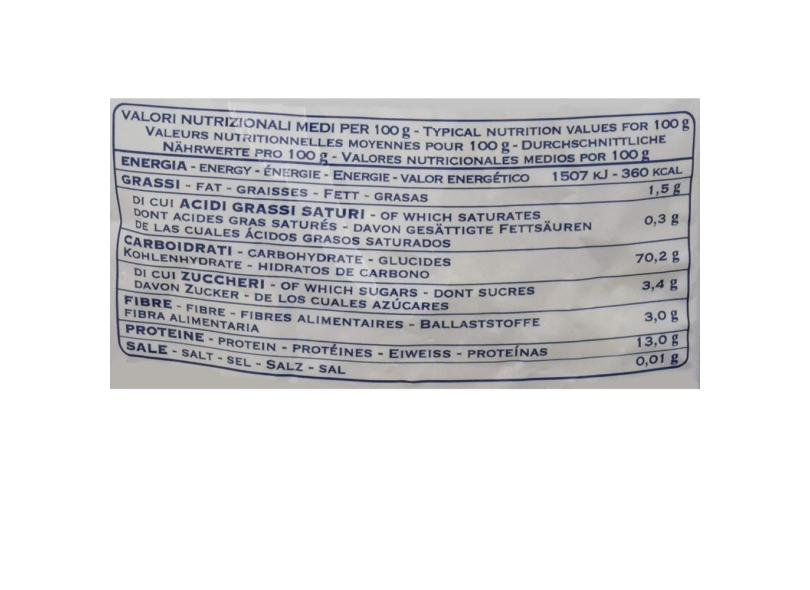 VALORI NUTRIZIONALI MEDI PER 100 g - TYPICAL NUTRITION VALUES FOR 100 g
VALEURS NUTRITIONNELLES MOYENNES POUR 100 g - DURCHSCHNITTLICHE
NÄHRWERTE PRO 100 g - VALORES NUTRICIONALES MEDIOS POR 100 g
ENERGIA - ENERGY - ÉNERGIE - ENERGIE - VALOR ENERGÉTICO 1507 KJ - 360 KCAL
GRASSI - FAT - GRAISSES - FETT - GRASAS 1,5 g
DI CUI ACIDI GRASSI SATURI - OF WHICH SATURATES
DONT ACIDES GRAS SATURÉS - DAVON GESÄTTIGTE FETTSÄUREN 0,3 g
DE LAS CUALES ÁCIDOS GRASOS SATURADOS
CARBOIDRATI - CARBOHYDRATE - GLUCIDES 70,2 g
KOHLENHYDRATE - HIDRATOS DE CARBONO
DI CUI ZUCCHERI - OF WHICH SUGARS - DONT SUCRES 3,4 g
DAVON ZUCKER - DE LOS CUALES AZÚCARES
FIBRE - FIBRE - FIBRES ALIMENTAIRES - BALLASTSTOFFE 3,0 g
FIBRA ALIMENTARIA
PROTEINE - PROTEIN - PROTÉINES - EIWEISS - PROTEÍNAS 13,0 g
SALE - SALT - SEL - SALZ - SAL 0,01 g